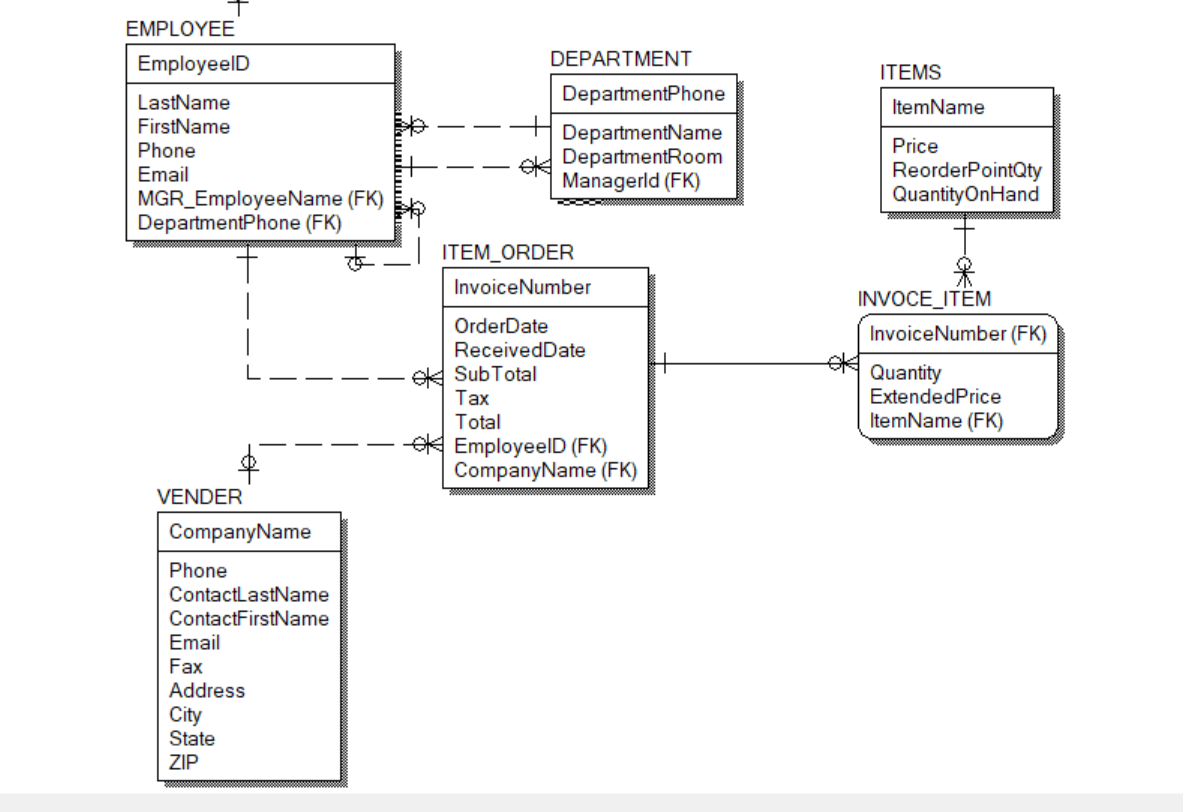 EMPLOYEE
EmployeeID
LastName
FirstName
Phone
Email
MGR_EmployeeName (FK)
DepartmentPhone (FK)
DEPARTMENT
DepartmentPhone
DepartmentName
DepartmentRoom
ManagerId (FK)
ITEMS
ItemName
Price
ReorderPointQty
QuantityOnHand
ITEM_ORDER
InvoiceNumber
OrderDate
ReceivedDate
SubTotal
Tax
Total
EmployeeID (FK)
CompanyName (FK)
INVOCE_ITEM
InvoiceNumber (FK)
Quantity
ExtendedPrice
ItemName (FK)
VENDER
CompanyName
Phone
ContactLastName
ContactFirstName
Email
Fax
Address
City
State
ZIP